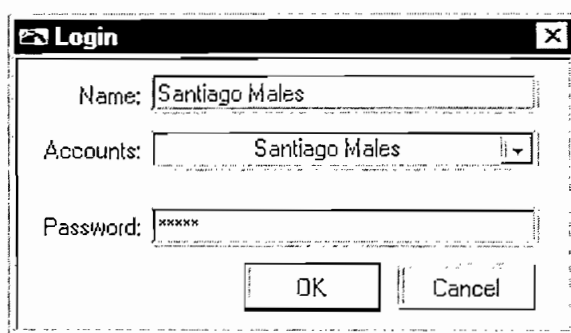 Login
Name: Santiago Males
Accounts: Santiago Males
Password: *****
OK Cancel